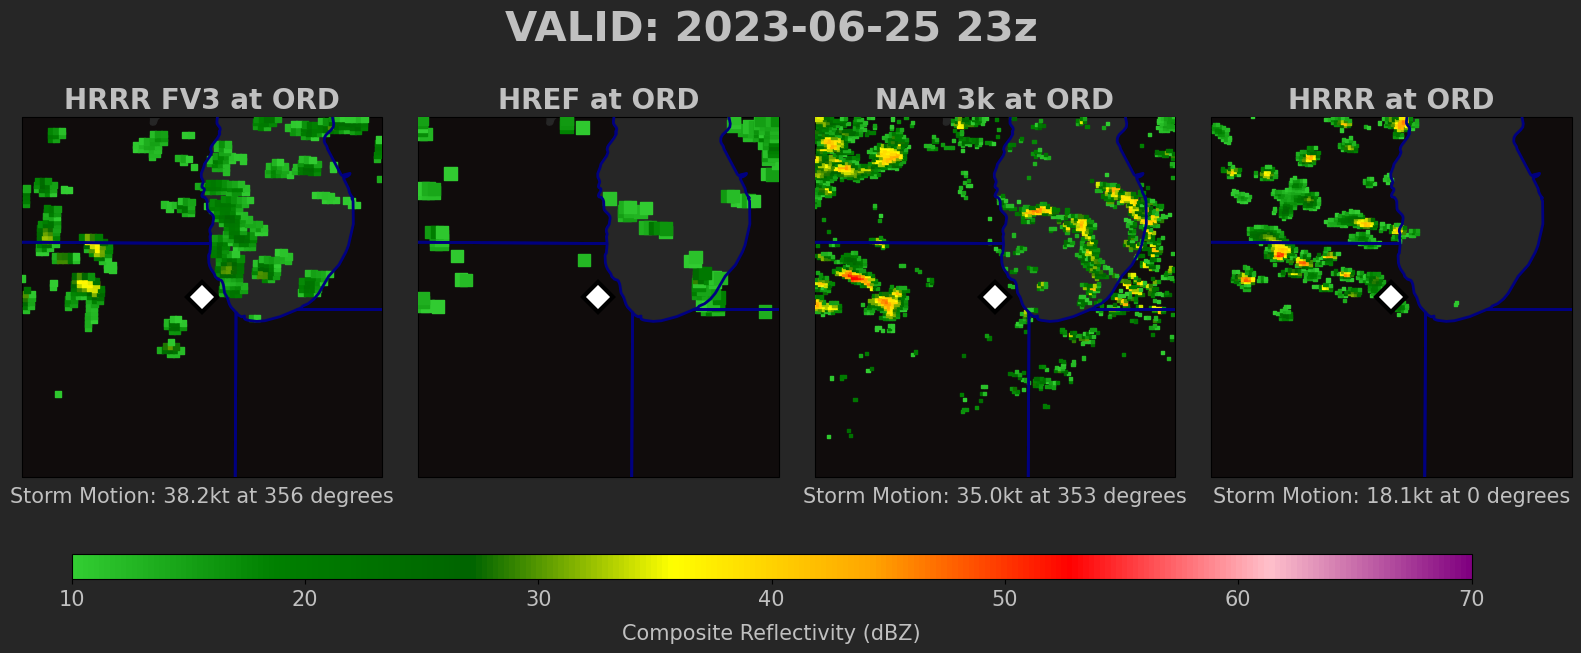 VALID: 2023-06-25 23z
HRRR FV3 at ORD
HREF at ORD
NAM 3k at ORD
HRRR at ORD
Storm Motion: 38.2kt at 356 degrees
Storm Motion: 35.0kt at 353 degrees
Storm Motion: 18.1kt at 0 degrees
10 20 30 40 50 60 70
Composite Reflectivity (dBZ)